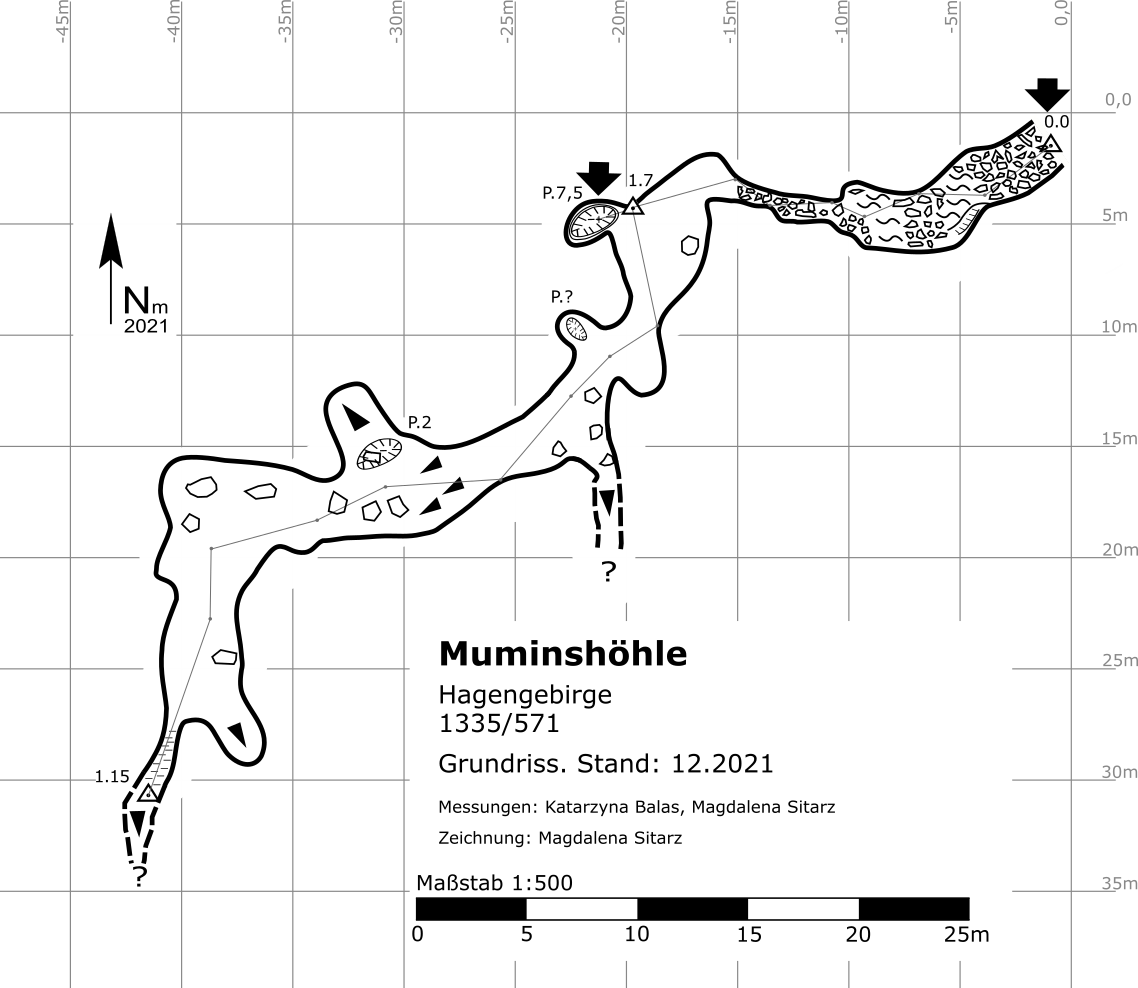 -45m
-40m
-35m
-30m
-25m
-20m
-15m
-10m
-5m
0,0
0,0
0.0
P.7,5
1.7
5m
P.?
Nm
2021
10m
P.2
15m
20m
?
Muminshöhle
25m
Hagengebirge
1335/571
Grundriss. Stand: 12.2021
1.15
30m
Messungen: Katarzyna Balas, Magdalena Sitarz
Zeichnung: Magdalena Sitarz
?
Maßstab 1:500
35m
0 5 10 15 20 25m